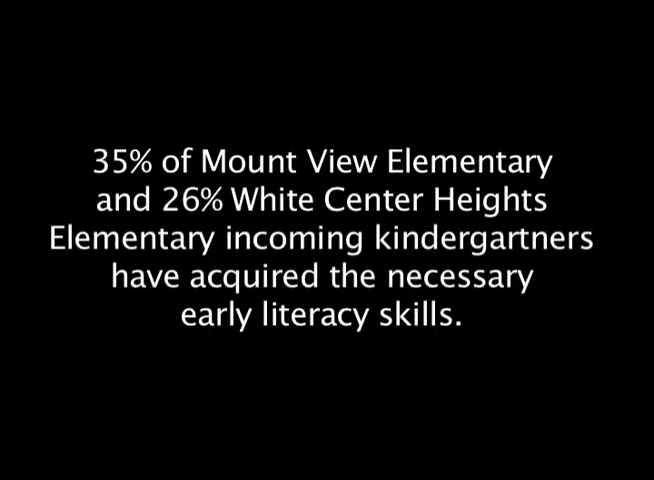 35% of Mount View Elementary
and 26% White Center Heights
Elementary incoming kindergartners
have acquired the necessary
early literacy skills.